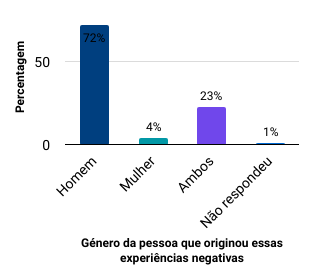 Percentagem
50
0
72%
4%
23%
1%
Homem
Mulher
Ambos
Não respondeu
Género da pessoa que originou essas
experiências negativas